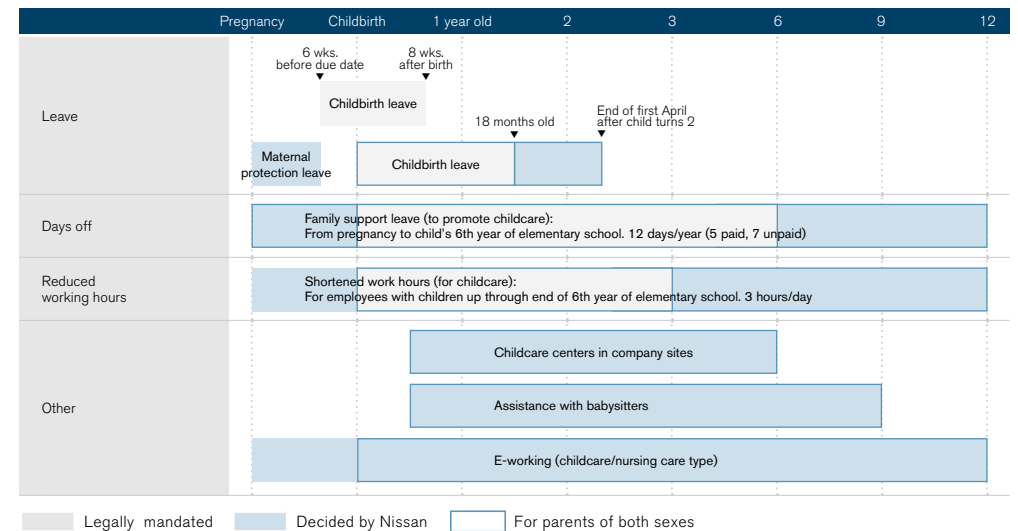 Pregnancy Childbirth 1 year old 2 3 6 9 12
Leave
6 wks.
before due date
8 wks.
after birth
Childbirth leave
18 months old
End of first April
after child turns 2
Maternal
protection leave
Childbirth leave
Days off
Family support leave (to promote childcare):
From pregnancy to child's 6th year of elementary school. 12 days/year (5 paid, 7 unpaid)
Reduced
working hours
Shortened work hours (for childcare):
For employees with children up through end of 6th year of elementary school. 3 hours/day
Other
Childcare centers in company sites
Assistance with babysitters
E-working (childcare/nursing care type)
Legally mandated Decided by Nissan For parents of both sexes